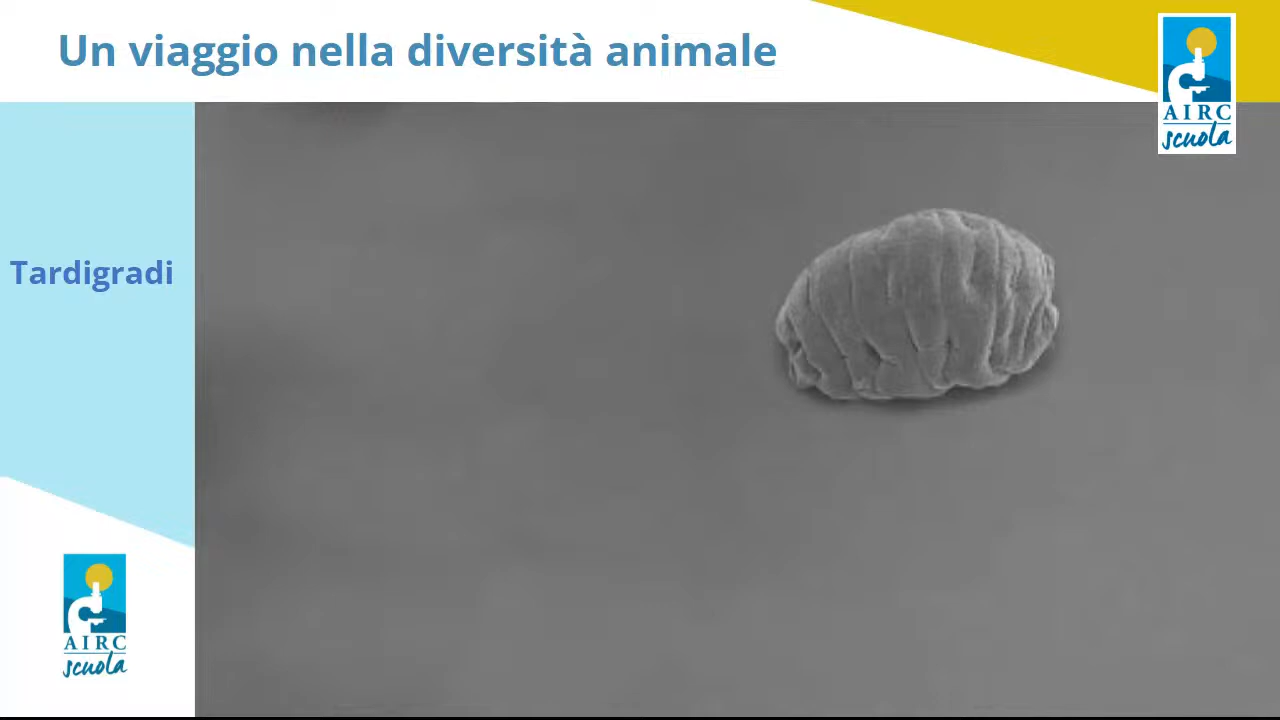 Un viaggio nella diversità animale
AIRC
scuola
Tardigradi
AIRC
scuola